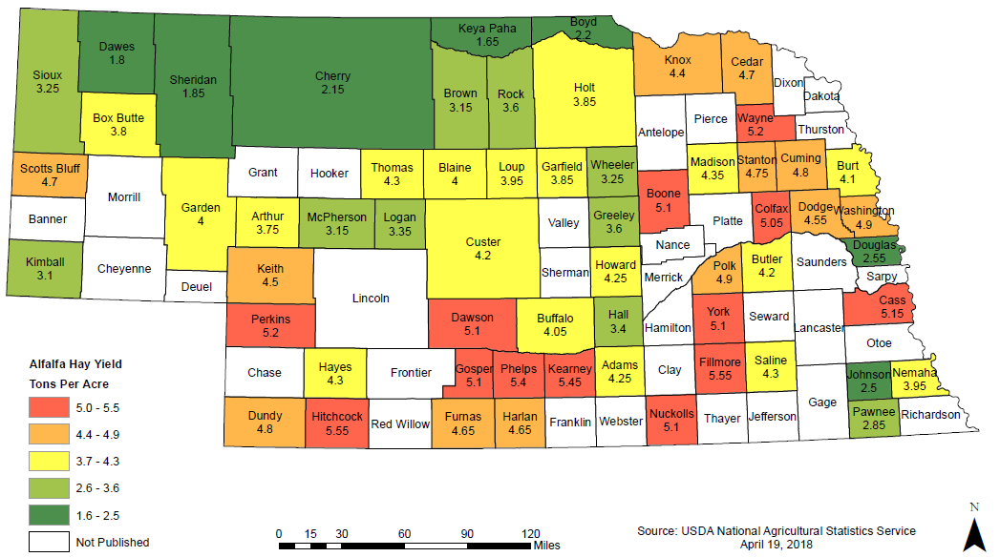 Boyd
2.2
Keya Paha
1.65
Dawes
1.8
Sioux
3.25
Sheridan
1.85
Cherry
2.15
Brown
3.15
Rock
3.6
Holt
3.85
Knox
4.4
Cedar
4.7
Dixon
Dakota
Box Butte
3.8
Antelope
Pierce
Wayne
5.2
Thurston
Scotts Bluff
4.7
Morrill
Garden
4
Grant
Hooker
Thomas
4.3
Blaine
4
Loup
3.95
Garfield
3.85
Wheeler
3.25
Madison
4.35
Stanton
4.75
Cuming
4.8
Burt
4.1
Banner
Arthur
3.75
McPherson
3.15
Logan
3.35
Custer
4.2
Valley
Greeley
3.6
Boone
5.1
Platte
Colfax
5.05
Dodge
4.55
Washington
4.9
Nance
Douglas
2.55
Kimball
3.1
Cheyenne
Deuel
Keith
4.5
Lincoln
Sherman
Howard
4.25
Merrick
Polk
4.9
Butler
4.2
Saunders
Sarpy
Perkins
5.2
Dawson
5.1
Buffalo
4.05
Hall
3.4
Hamilton
York
5.1
Seward
Lancaster
Cass
5.15
Otoe
Chase
Hayes
4.3
Frontier
Gosper
5.1
Phelps
5.4
Kearney
5.45
Adams
4.25
Clay
Fillmore
5.55
Saline
4.3
Gage
Johnson
2.5
Nemaha
3.95
Dundy
4.8
Hitchcock
5.55
Red Willow
Furnas
4.65
Harlan
4.65
Franklin
Webster
Nuckolls
5.1
Thayer
Jefferson
Pawnee
2.85
Richardson
Alfalfa Hay Yield
Tons Per Acre
5.0 - 5.5
4.4 - 4.9
3.7 - 4.3
2.6 - 3.6
1.6 - 2.5
Not Published
0 15 30 60 90 120
Miles
Source: USDA National Agricultural Statistics Service
April 19, 2018
N